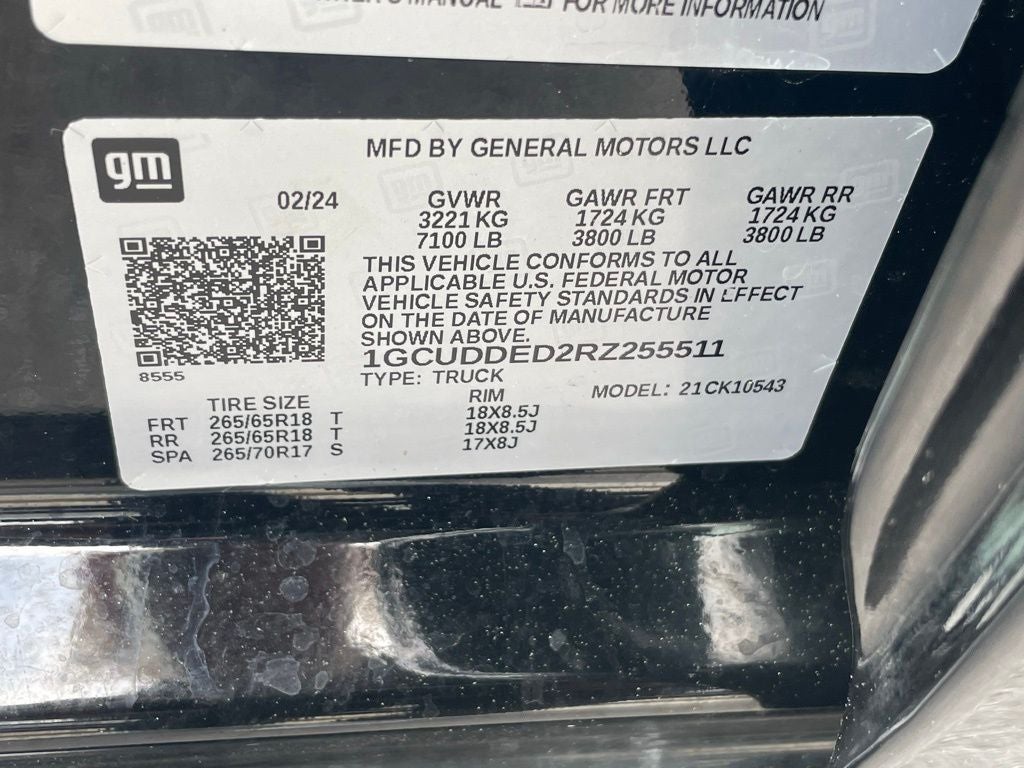 OWNER'S MANUAL FOR MORE INFORMATION
gm
MFD BY GENERAL MOTORS LLC
02/24 GVWR GAWR FRT GAWR RR
3221 KG 1724 KG 1724 KG
7100 LB 3800 LB 3800 LB
THIS VEHICLE CONFORMS TO ALL
APPLICABLE U.S. FEDERAL MOTOR
VEHICLE SAFETY STANDARDS IN EFFECT
ON THE DATE OF MANUFACTURE
SHOWN ABOVE.
1GCUDDED2RZ255511
8555
TYPE: TRUCK
MODEL: 21CK10543
TIRE SIZE RIM
FRT 265/65R18 T 18X8.5J
RR 265/65R18 T 18X8.5J
SPA 265/70R17 S 17X8J